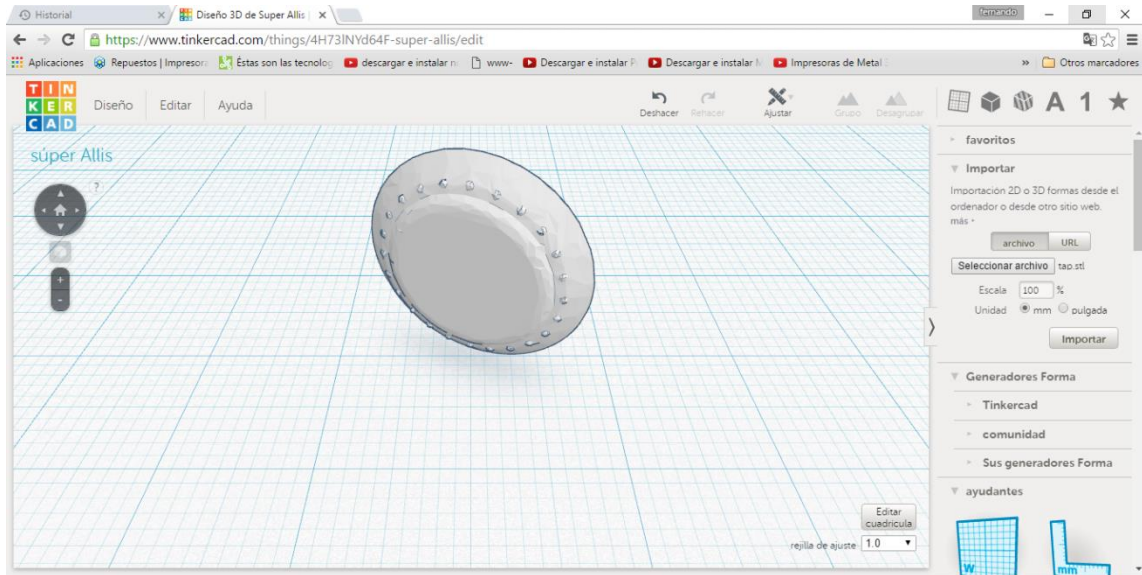 Historial
Diseño 3D de Super Allis |
fernando
https://www.tinkercad.com/things/4H73lNYd64F-super-allis/edit
Aplicaciones
Repuestos | Impresor
Éstas son las tecnolog
descargar e instalar n
www-
Descargar e instalar P
Descargar e instalar
Impresoras de Metal
»
Otros marcadores
TIN
KER
CAD
Diseño
Editar
Ayuda
Deshacer
Rehacer
Ajustar
Grupo
Desagrupar
A
1
súper Allis
?
+
-
favoritos
Importar
Importación 2D o 3D formas desde el
ordenador o desde otro sitio web.
más
archivo
URL
Seleccionar archivo tap.stl
Escala 100 %
Unidad mm pulgada
Importar
Generadores Forma
Tinkercad
comunidad
Sus generadores Forma
ayudantes
W
mm
Editar
cuadricula
rejilla de ajuste 1.0